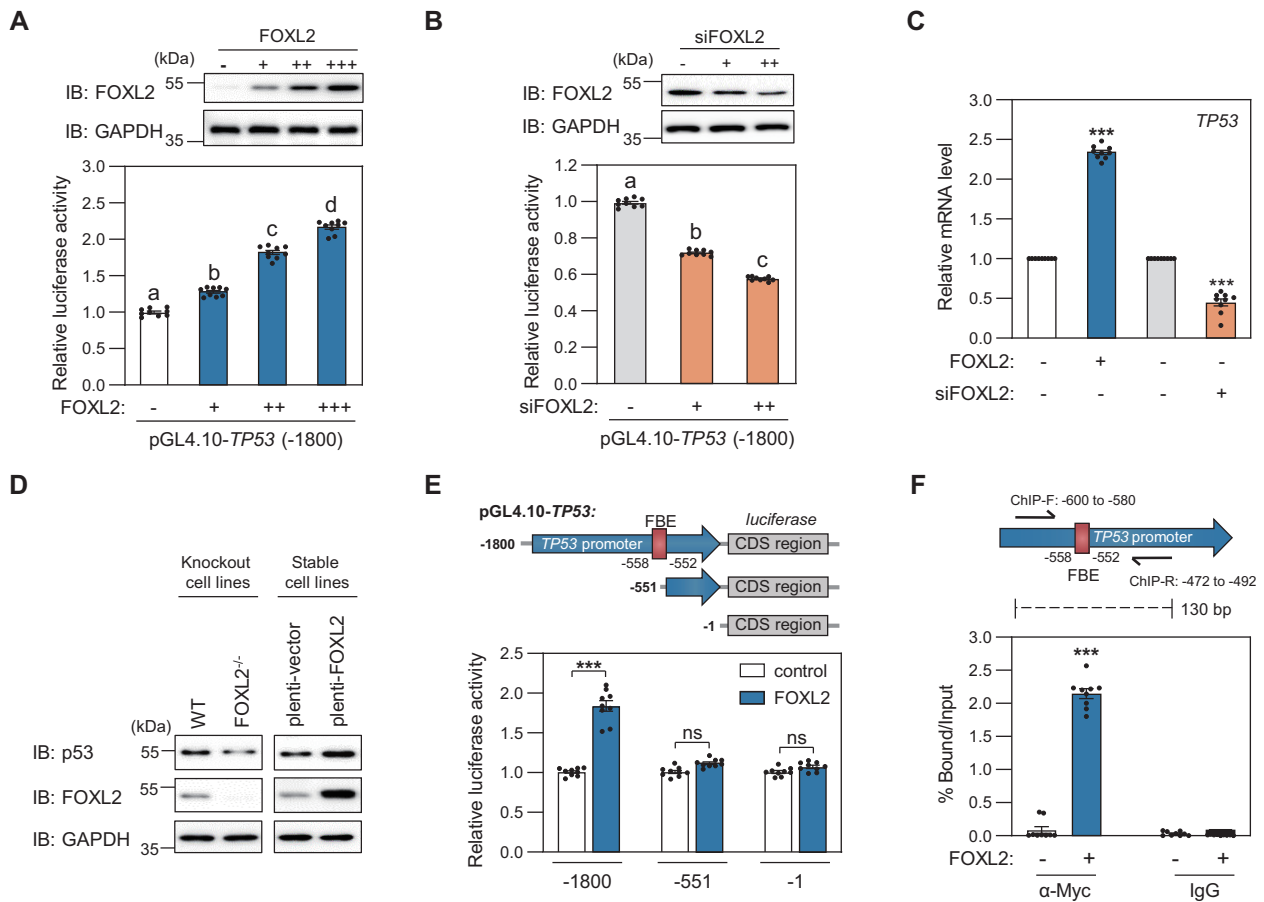 A
FOXL2
(kDa) - + ++ +++
IB: FOXL2 55
IB: GAPDH 35
Relative luciferase activity
3.0
2.5
2.0
1.5
1.0
0.5
0.0
a b c d
FOXL2: - + ++ +++
pGL4.10-TP53 (-1800)
B
siFOXL2
(kDa) - + ++
IB: FOXL2 55
IB: GAPDH 35
Relative luciferase activity
1.2
1.0
0.8
0.6
0.4
0.2
0.0
a b c
siFOXL2: - + ++
pGL4.10-TP53 (-1800)
C
TP53
Relative mRNA level
3.0
2.5
2.0
1.5
1.0
0.5
0.0
*** ***
FOXL2: - + - -
siFOXL2: - - - +
D
Knockout cell lines
Stable cell lines
WT
FOXL2-/-
plenti-vector
plenti-FOXL2
(kDa)
IB: p53 55
IB: FOXL2 55
IB: GAPDH 35
E
pGL4.10-TP53:
FBE luciferase
-1800 TP53 promoter CDS region
-558 -552
-551 CDS region
-1 CDS region
Relative luciferase activity
2.5
2.0
1.5
1.0
0.5
0.0
*** ns ns
control
FOXL2
-1800 -551 -1
F
ChIP-F: -600 to -580
TP53 promoter
-558 -552
FBE
ChIP-R: -472 to -492
130 bp
% Bound/Input
3.0
2.5
2.0
1.5
1.0
0.5
0.0
***
FOXL2: - + - +
α-Myc IgG